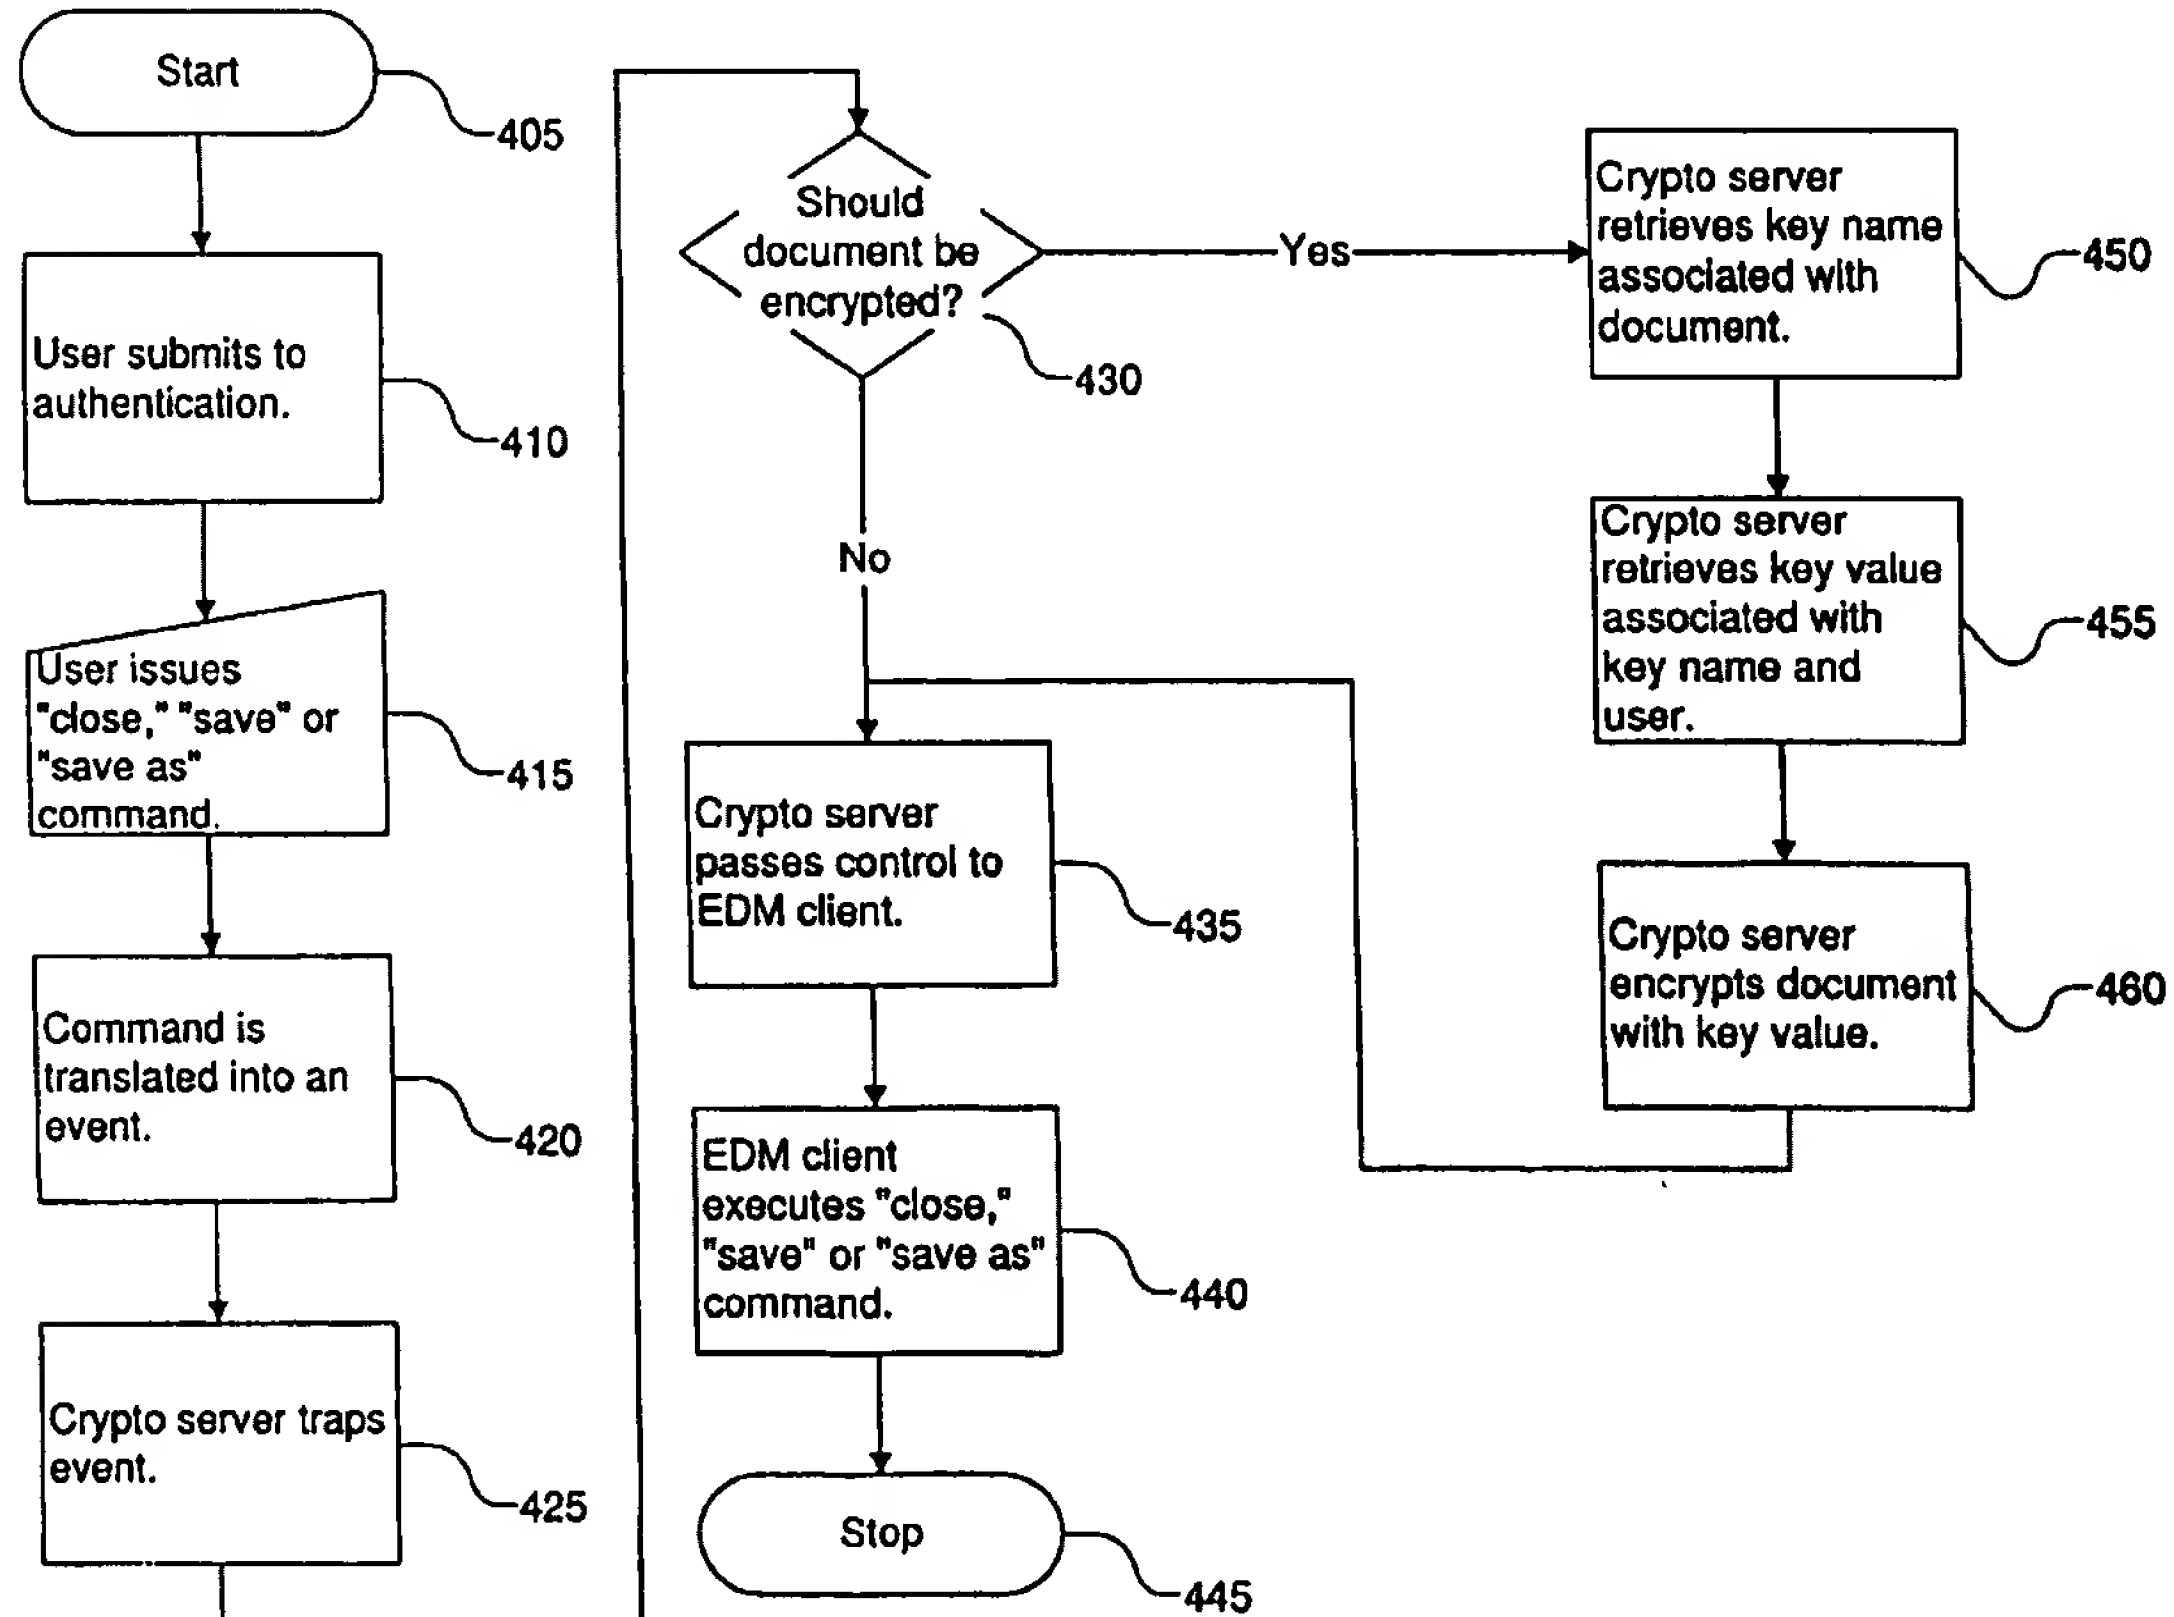 Start
405
User submits to
authentication.
410
User issues
"close," "save" or
"save as"
command.
415
Command is
translated into an
event.
420
Crypto server traps
event.
425
Should
document be
encrypted?
430
Yes
No
Crypto server
passes control to
EDM client.
435
EDM client
executes "close,"
"save" or "save as"
command.
440
Stop
445
Crypto server
retrieves key name
associated with
document.
450
Crypto server
retrieves key value
associated with
key name and
user.
455
Crypto server
encrypts document
with key value.
460